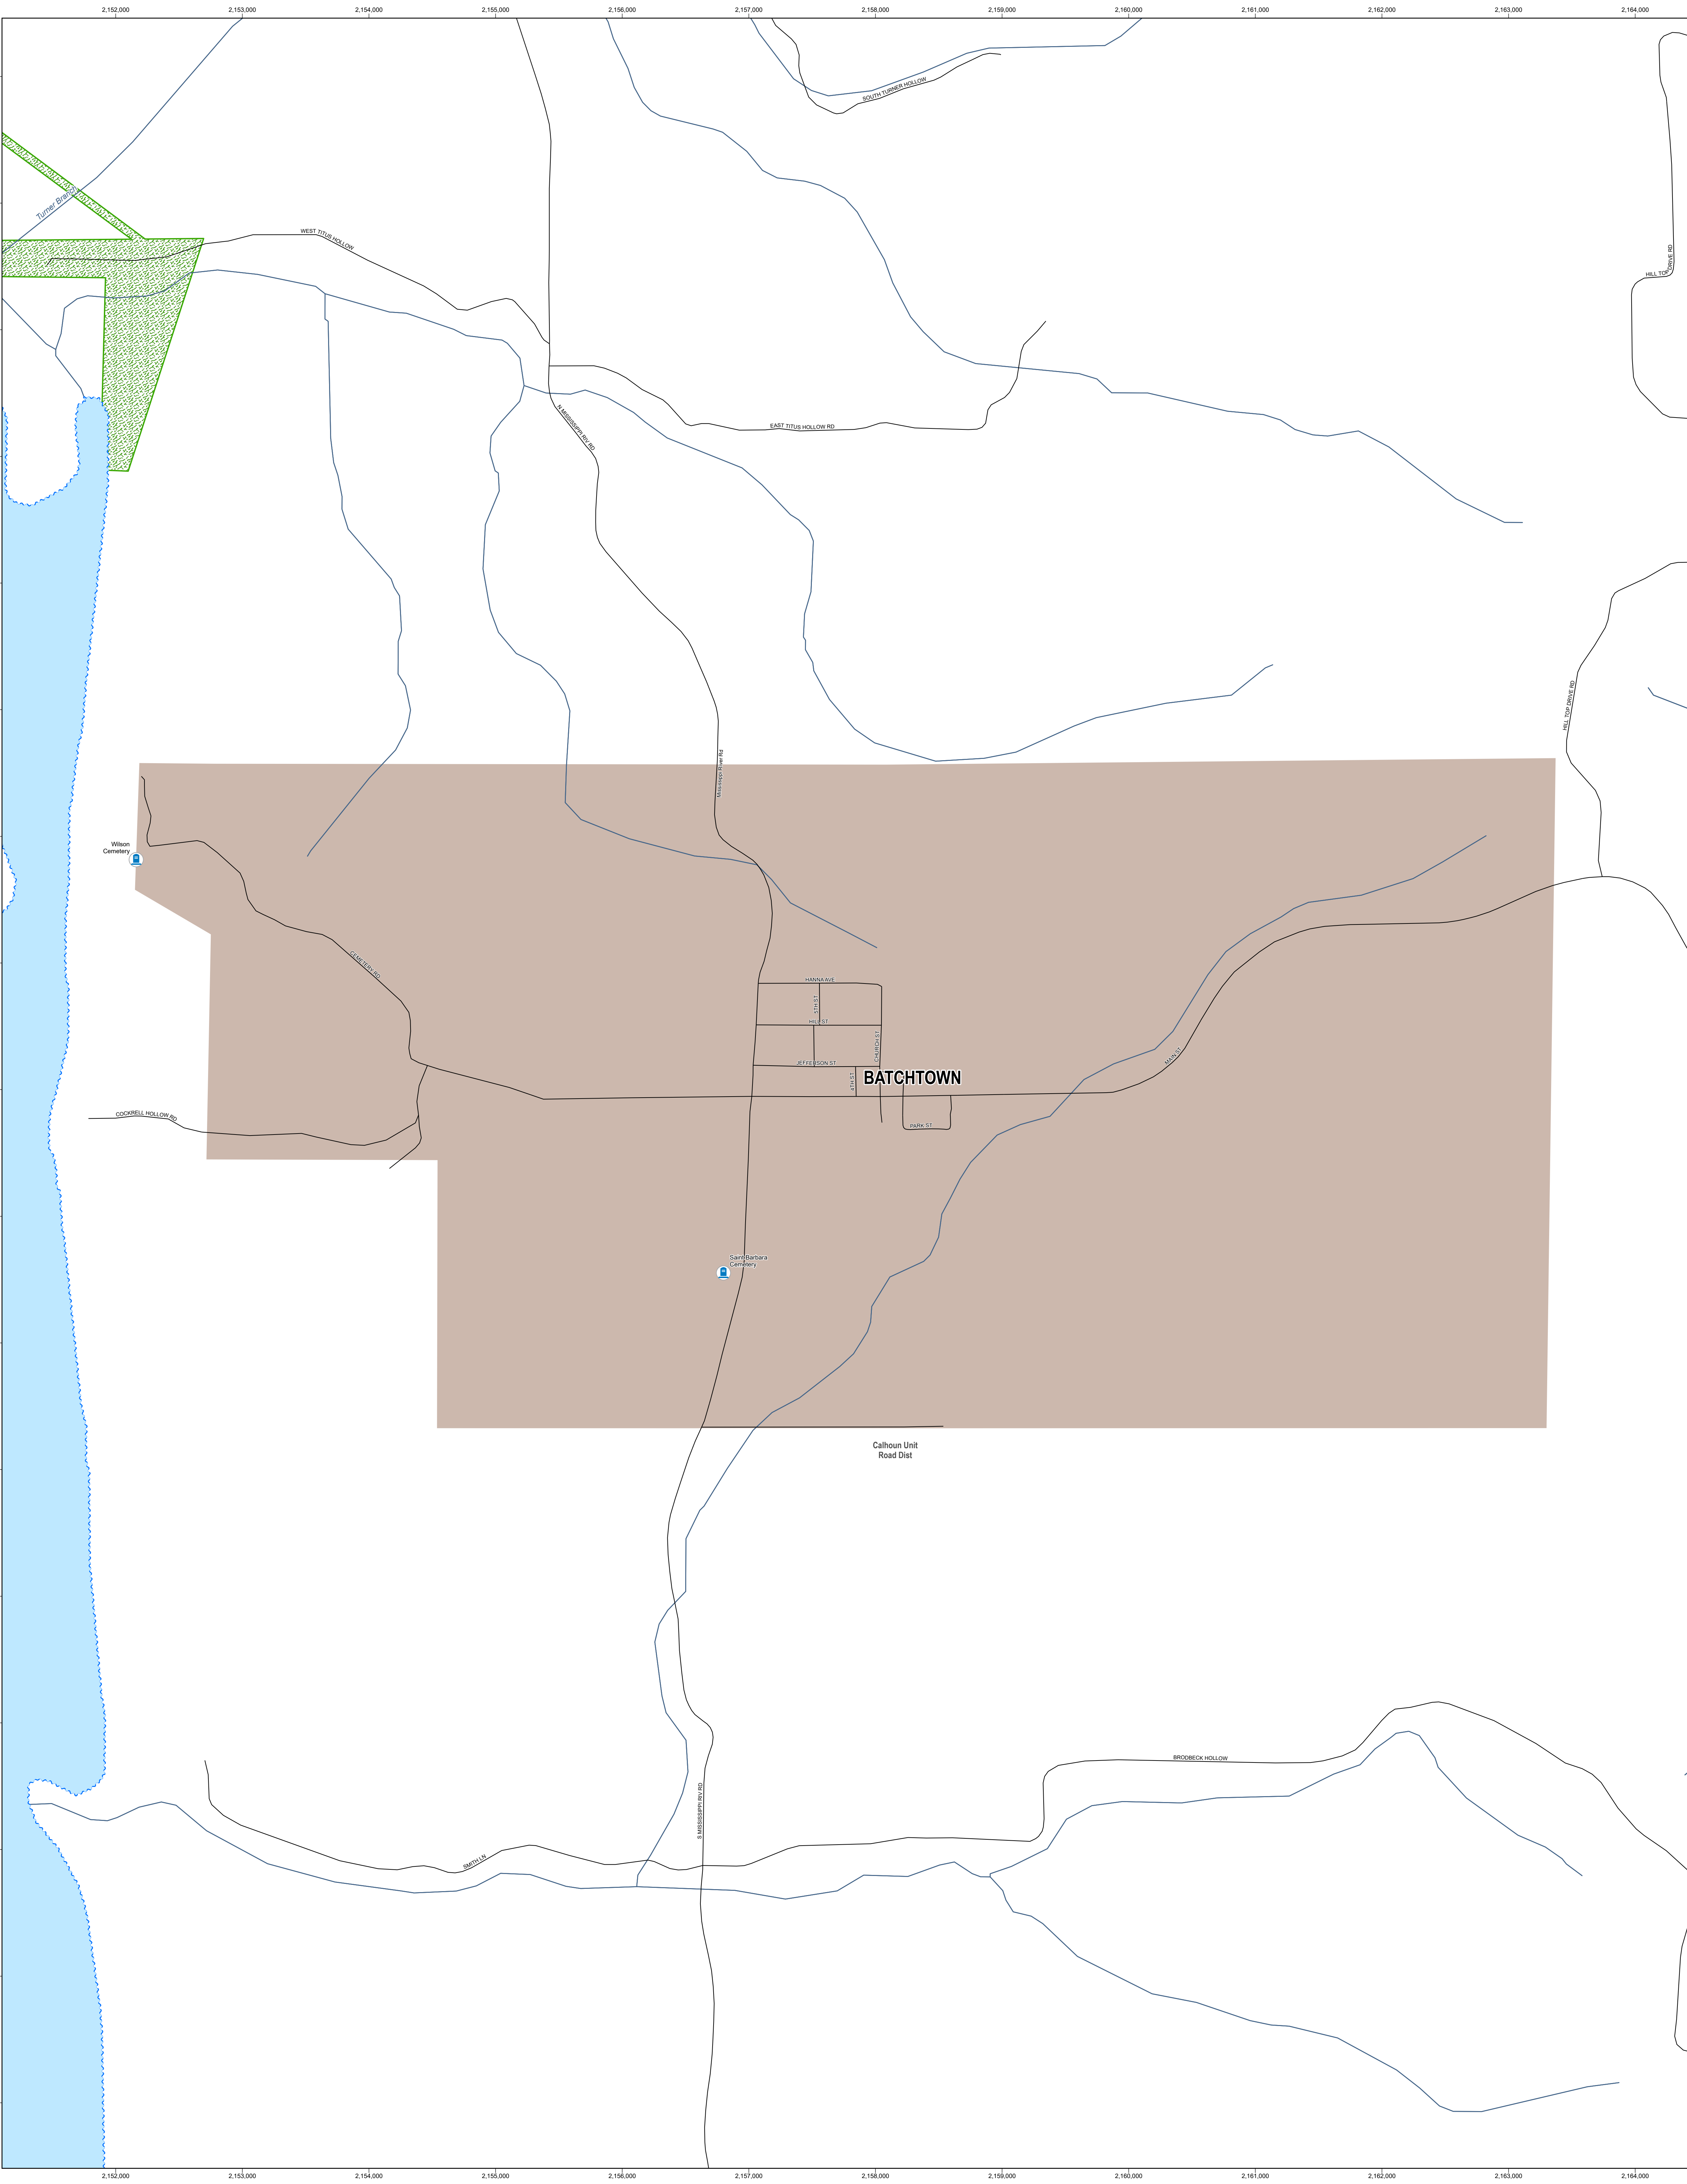 2,152,000 2,153,000 2,154,000 2,155,000 2,156,000 2,157,000 2,158,000 2,159,000 2,160,000 2,161,000 2,162,000 2,163,000 2,164,000
SOUTH TURNER HOLLOW
Turner Branch
WEST TITUS HOLLOW
HILL TOP DRIVE RD
N MISSISSIPPI RIV RD
EAST TITUS HOLLOW RD
HILL TOP DRIVE RD
Mississippi River Rd
Wilson
Cemetery
CEMETERY RD
HANNA AVE
5TH ST
HILL ST
CHURCH ST
JEFFERSON ST
MAIN ST
4TH ST
BATCHTOWN
COCKRELL HOLLOW RD
PARK ST
Saint Barbara
Cemetery
Calhoun Unit
Road Dist
BRODBECK HOLLOW
S MISSISSIPPI RIV RD
SMITH LN
2,152,000 2,153,000 2,154,000 2,155,000 2,156,000 2,157,000 2,158,000 2,159,000 2,160,000 2,161,000 2,162,000 2,163,000 2,164,000